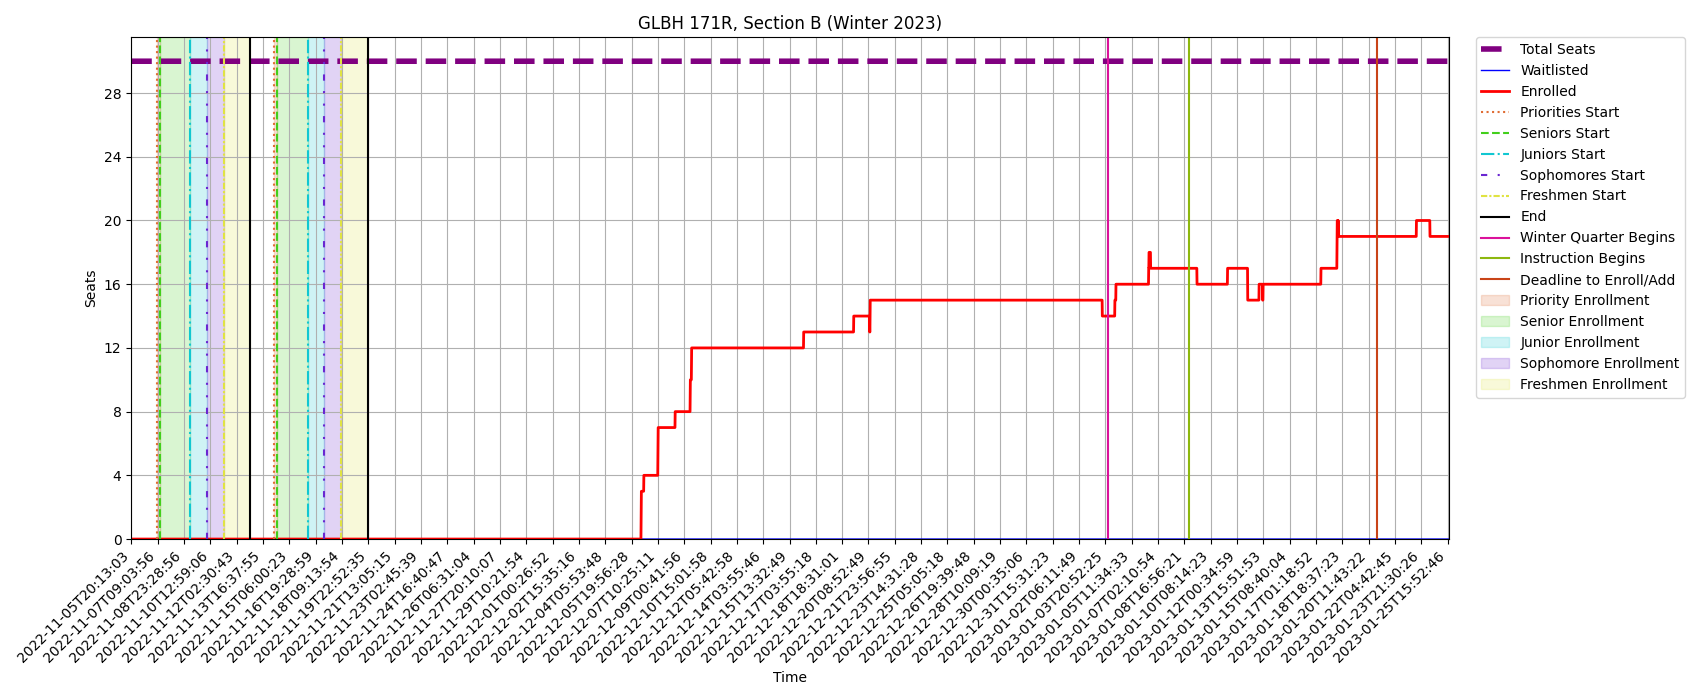 GLBH 171R, Section B (Winter 2023)
Seats
28
24
20
16
12
8
4
0
2022-11-05T20:13:03
2022-11-07T09:03:56
2022-11-08T23:28:56
2022-11-10T12:59:06
2022-11-12T02:30:43
2022-11-13T16:37:55
2022-11-15T06:00:23
2022-11-16T19:28:59
2022-11-18T09:13:54
2022-11-19T22:52:35
2022-11-21T13:05:15
2022-11-23T02:45:39
2022-11-24T16:40:47
2022-11-26T06:31:04
2022-11-27T20:10:07
2022-11-29T10:21:54
2022-12-01T00:26:52
2022-12-02T15:35:16
2022-12-04T05:53:48
2022-12-05T19:56:28
2022-12-07T10:25:11
2022-12-09T00:41:56
2022-12-10T15:01:58
2022-12-12T05:42:58
2022-12-14T03:55:46
2022-12-15T13:32:49
2022-12-17T03:55:18
2022-12-18T18:31:01
2022-12-20T08:52:49
2022-12-21T23:56:55
2022-12-23T14:31:28
2022-12-25T05:05:18
2022-12-26T19:39:48
2022-12-28T10:09:19
2022-12-30T00:35:06
2022-12-31T15:31:23
2023-01-02T06:11:49
2023-01-03T20:52:25
2023-01-05T11:34:33
2023-01-07T02:10:54
2023-01-08T16:56:21
2023-01-10T08:14:23
2023-01-12T00:34:59
2023-01-13T15:51:53
2023-01-15T08:40:04
2023-01-17T01:18:52
2023-01-18T18:37:23
2023-01-20T11:43:22
2023-01-22T04:42:45
2023-01-23T21:30:26
2023-01-25T15:52:46
Time
Total Seats
Waitlisted
Enrolled
Priorities Start
Seniors Start
Juniors Start
Sophomores Start
Freshmen Start
End
Winter Quarter Begins
Instruction Begins
Deadline to Enroll/Add
Priority Enrollment
Senior Enrollment
Junior Enrollment
Sophomore Enrollment
Freshmen Enrollment